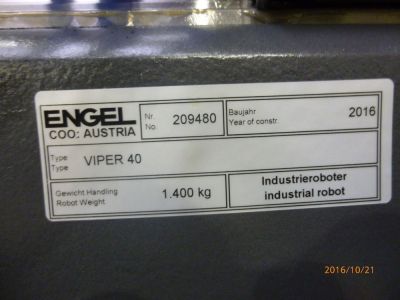 ENGEL
COO: AUSTRIA
Nr.
No.
209480
Baujahr
Year of constr.
2016
Type
Type
VIPER 40
Gewicht Handling
Robot Weight
1.400 kg
Industrieroboter
industrial robot
2016/10/21